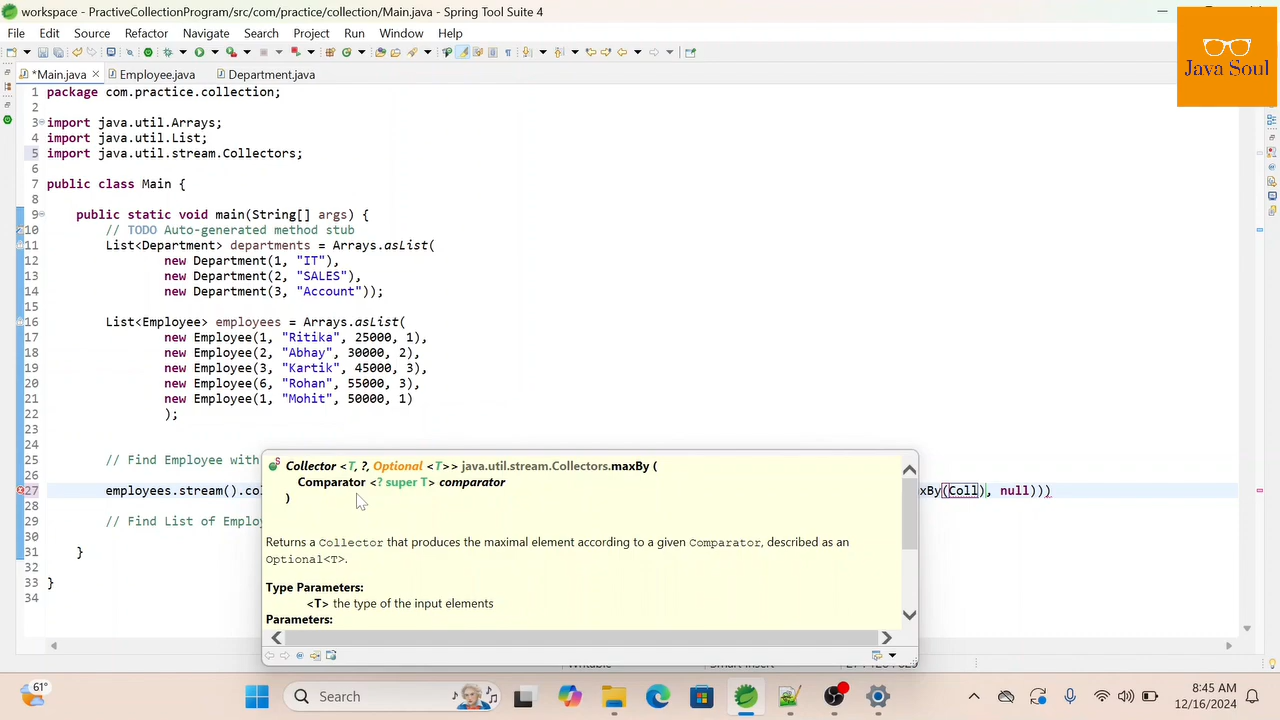 workspace - PractiveCollectionProgram/src/com/practice/collection/Main.java - Spring Tool Suite 4
File Edit Source Refactor Navigate Search Project Run Window Help
Java Soul
*Main.java Employee.java Department.java
1 package com.practice.collection;
2
3 import java.util.Arrays;
4 import java.util.List;
5 import java.util.stream.Collectors;
6
7 public class Main {
8
9 public static void main(String[] args) {
10 // TODO Auto-generated method stub
11 List<Department> departments = Arrays.asList(
12 new Department(1, "IT"),
13 new Department(2, "SALES"),
14 new Department(3, "Account"));
15
16 List<Employee> employees = Arrays.asList(
17 new Employee(1, "Ritika", 25000, 1),
18 new Employee(2, "Abhay", 30000, 2),
19 new Employee(3, "Kartik", 45000, 3),
20 new Employee(6, "Rohan", 55000, 3),
21 new Employee(1, "Mohit", 50000, 1)
22 );
23
24
25 // Find Employee with
26
27 employees.stream().col xBy(Coll), null)))
28
29 // Find List of Employ
30
31 }
32
33 }
34
Collector <T, ?, Optional <T>> java.util.stream.Collectors.maxBy (
Comparator <? super T> comparator
)
Returns a Collector that produces the maximal element according to a given Comparator, described as an
Optional<T>.
Type Parameters:
<T> the type of the input elements
Parameters:
61°
Search
8:45 AM
12/16/2024